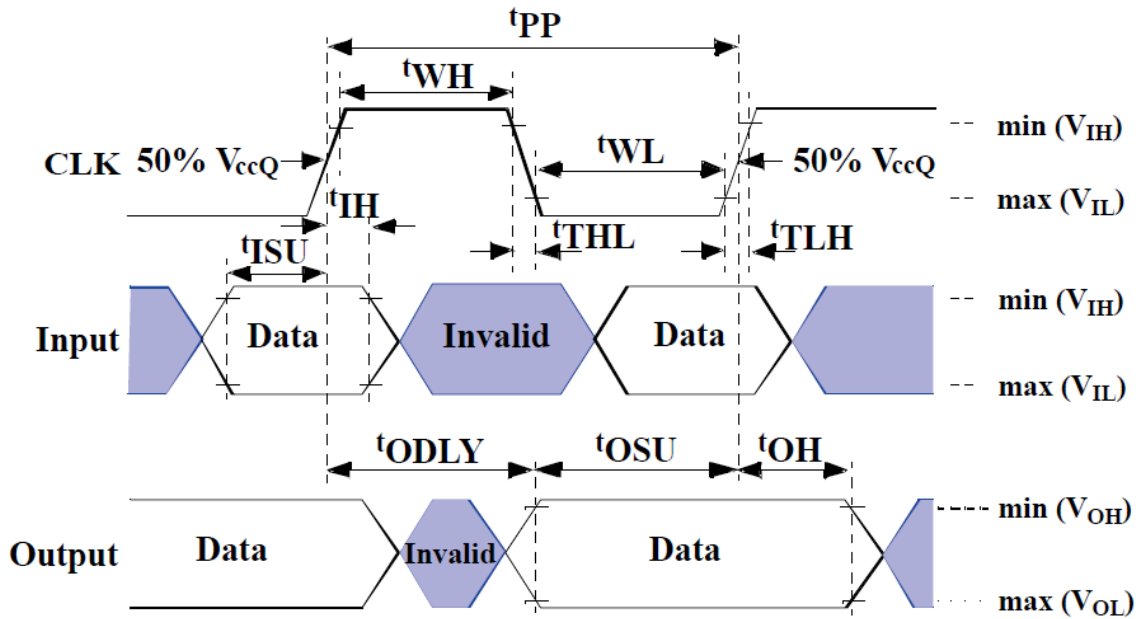 tPP
tWH
min (VIH)
CLK 50% VccQ tWL 50% VccQ
max (VIL)
tIH
tISU tTHL tTLH
min (VIH)
Input Data Invalid Data
max (VIL)
tODLY tOSU tOH
min (VOH)
Output Data Invalid Data
max (VOL)